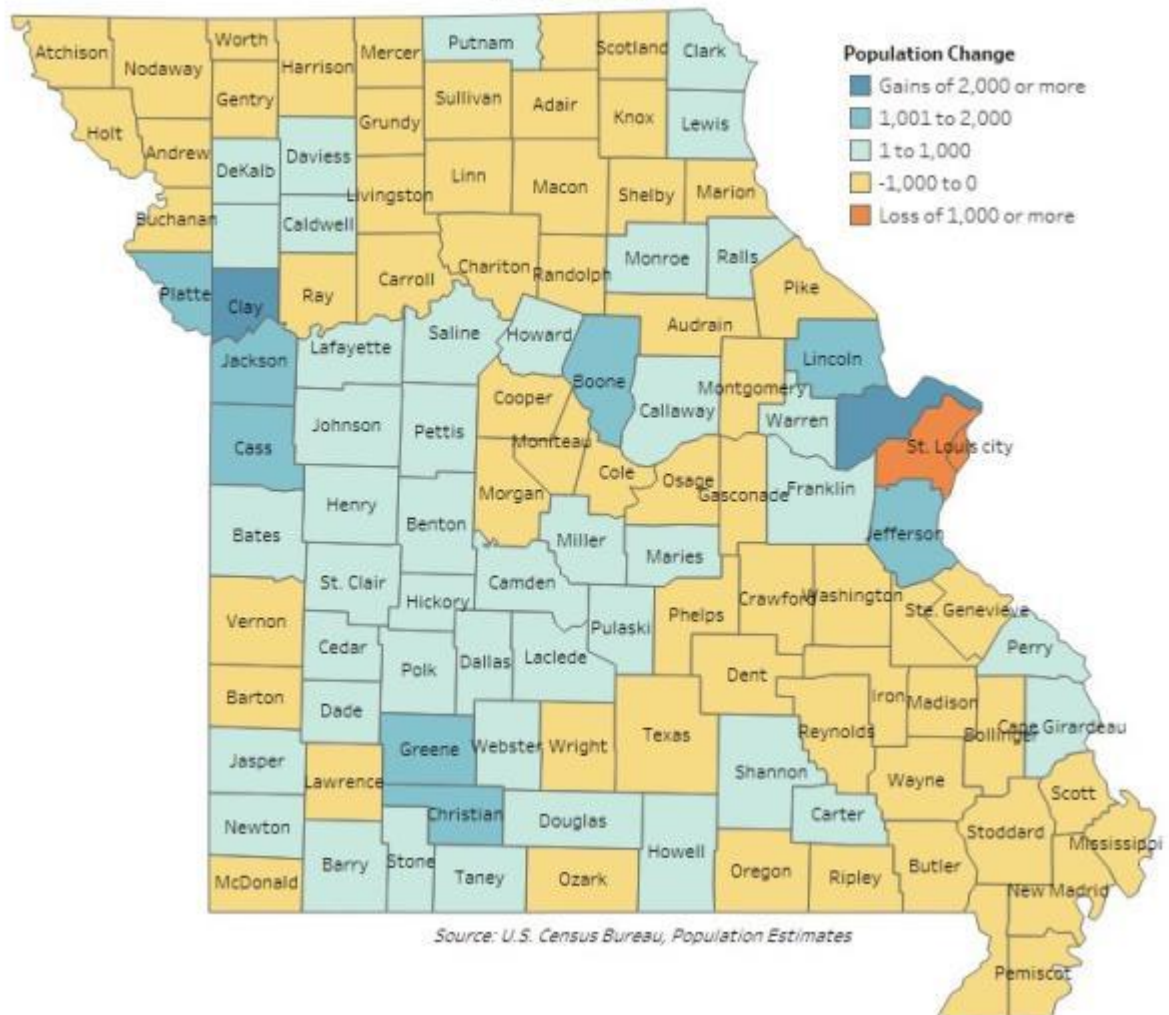 Population Change
Gains of 2,000 or more
1,001 to 2,000
1 to 1,000
-1,000 to 0
Loss of 1,000 or more
Atchison
Nodaway
Worth
Harrison
Mercer
Putnam
Scotland
Clark
Gentry
Sullivan
Adair
Knox
Lewis
Holt
Andrew
DeKalb
Daviess
Grundy
Linn
Macon
Shelby
Marion
Livingston
Buchanan
Caldwell
Chariton
Randolph
Monroe
Ralls
Platte
Clay
Ray
Carroll
Pike
Jackson
Lafayette
Saline
Howard
Audrain
Boone
Lincoln
Cass
Johnson
Pettis
Cooper
Callaway
Montgomery
Warren
Moniteau
St. Louis city
Henry
Benton
Morgan
Cole
Osage
Gasconade
Franklin
Bates
Miller
Maries
Jefferson
St. Clair
Hickory
Camden
Vernon
Pulaski
Phelps
Crawford
Washington
Ste. Genevieve
Cedar
Polk
Dallas
Laclede
Dent
Perry
Barton
Dade
Iron
Madison
Bollinger
Cape Girardeau
Jasper
Greene
Webster
Wright
Texas
Reynolds
Lawrence
Shannon
Wayne
Scott
Newton
Christian
Douglas
Carter
Stoddard
Mississippi
McDonald
Barry
Stone
Taney
Ozark
Howell
Oregon
Ripley
Butler
New Madrid
Pemiscot
Source: U.S. Census Bureau, Population Estimates